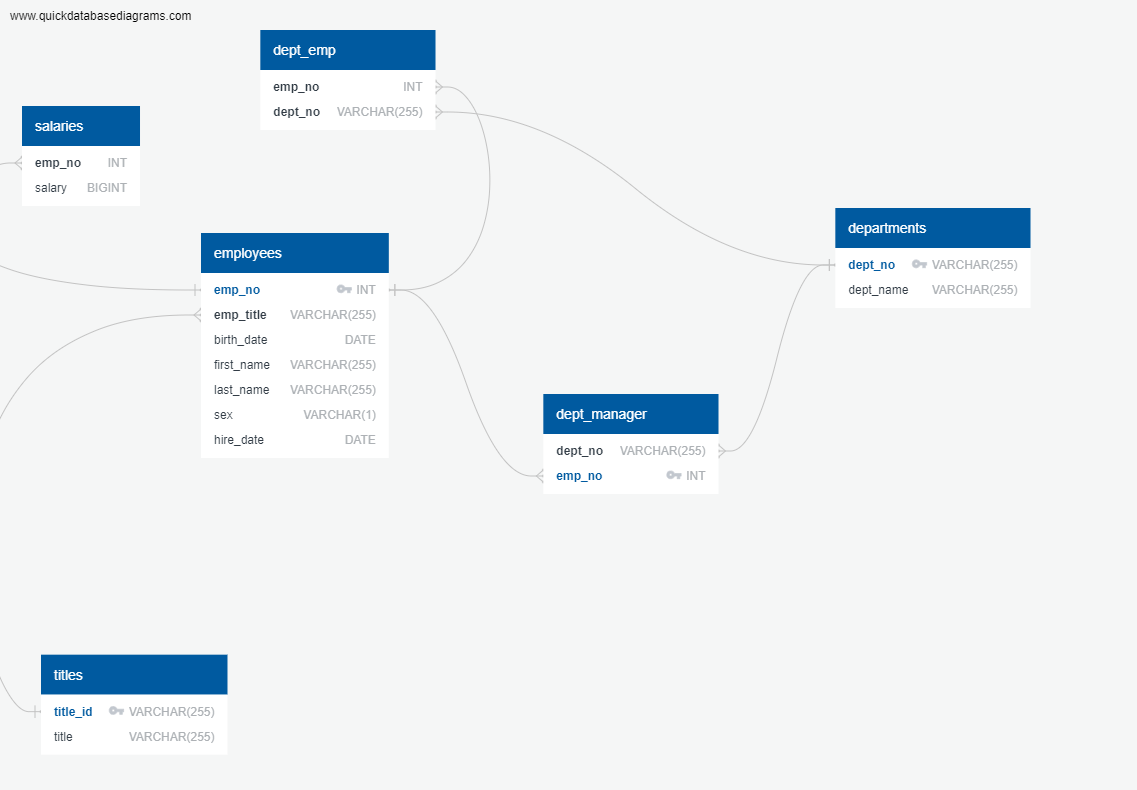 www.quickdatabasediagrams.com
dept_emp
emp_no INT
dept_no VARCHAR(255)
salaries
emp_no INT
salary BIGINT
employees
emp_no INT
emp_title VARCHAR(255)
birth_date DATE
first_name VARCHAR(255)
last_name VARCHAR(255)
sex VARCHAR(1)
hire_date DATE
departments
dept_no VARCHAR(255)
dept_name VARCHAR(255)
dept_manager
dept_no VARCHAR(255)
emp_no INT
titles
title_id VARCHAR(255)
title VARCHAR(255)